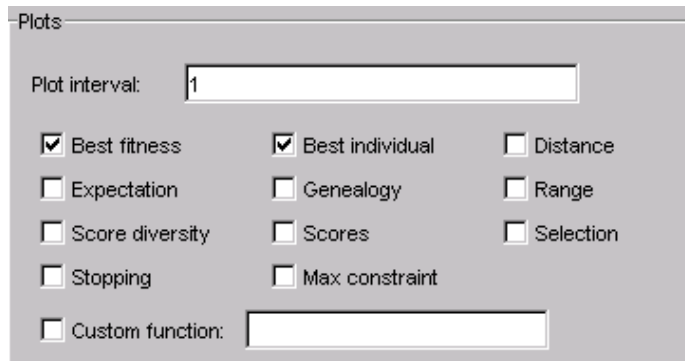 Plots
Plot interval: 1
Best fitness Best individual Distance
Expectation Genealogy Range
Score diversity Scores Selection
Stopping Max constraint
Custom function: